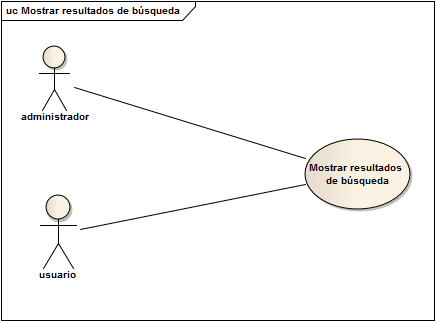 uc Mostrar resultados de búsqueda
administrador
Mostrar resultados
de búsqueda
usuario